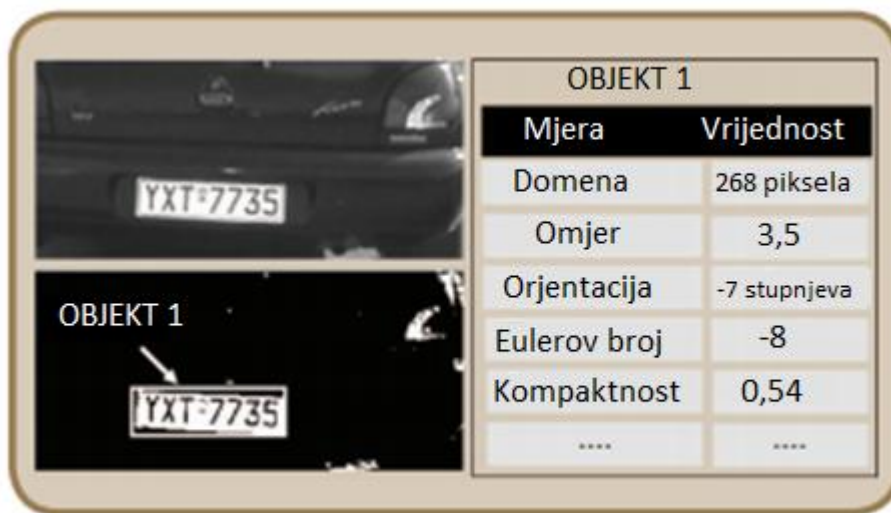 YXT 7735
OBJEKT 1
YXT 7735
OBJEKT 1
Mjera Vrijednost
Domena 268 piksela
Omjer 3,5
Orjentacija -7 stupnjeva
Eulerov broj -8
Kompaktnost 0,54
.... ....